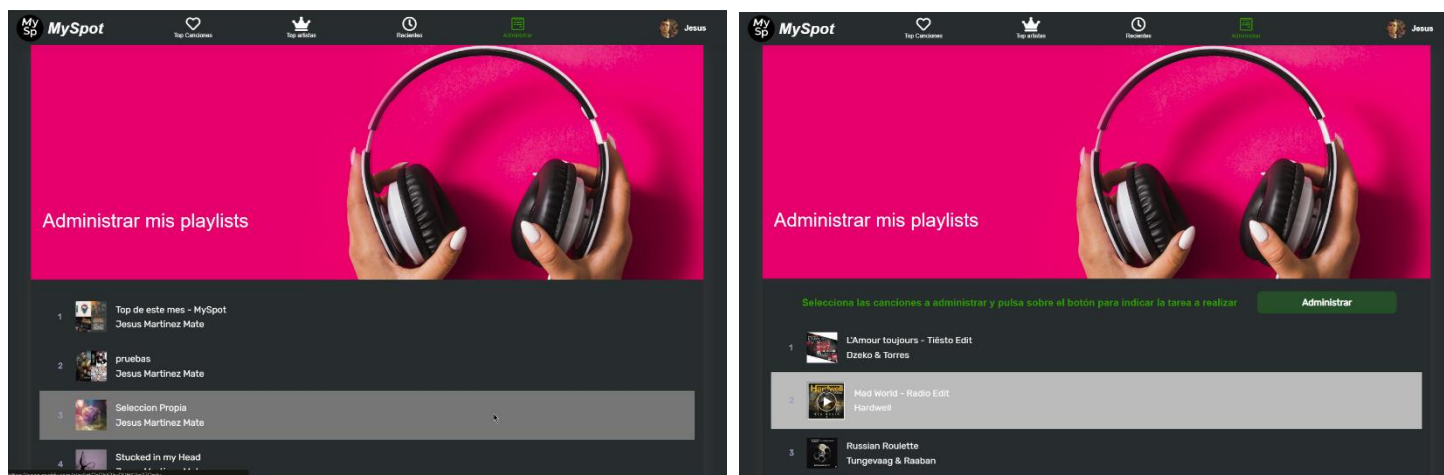 My
Sp
MySpot
Top Canciones
Top artistas
Recientes
Administrar
Jesus
Administrar mis playlists
1
Top de este mes - MySpot
Jesus Martinez Mate
2
pruebas
Jesus Martinez Mate
3
Seleccion Propia
Jesus Martinez Mate
4
Stucked in my Head
My
Sp
MySpot
Top Canciones
Top artistas
Recientes
Administrar
Jesus
Administrar mis playlists
Selecciona las canciones a administrar y pulsa sobre el botón para indicar la tarea a realizar
Administrar
1
L'Amour toujours - Tiësto Edit
Dzeko & Torres
2
Hardwell
Mad World - Radio Edit
Hardwell
3
Russian Roulette
Tungevaag & Raaban